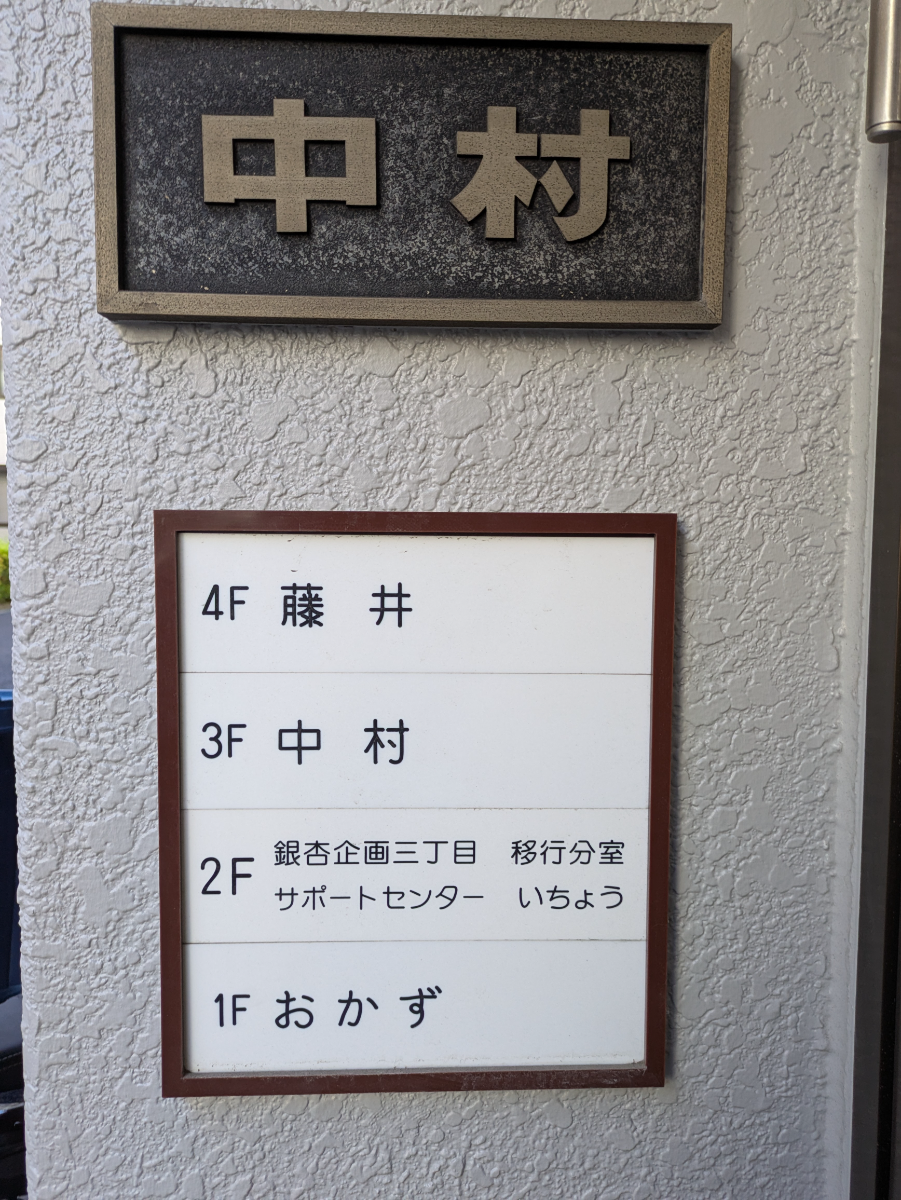 中村
4F 藤井
3F 中村
2F 銀杏企画三丁目 移行分室
サポートセンター いちょう
1F おかず